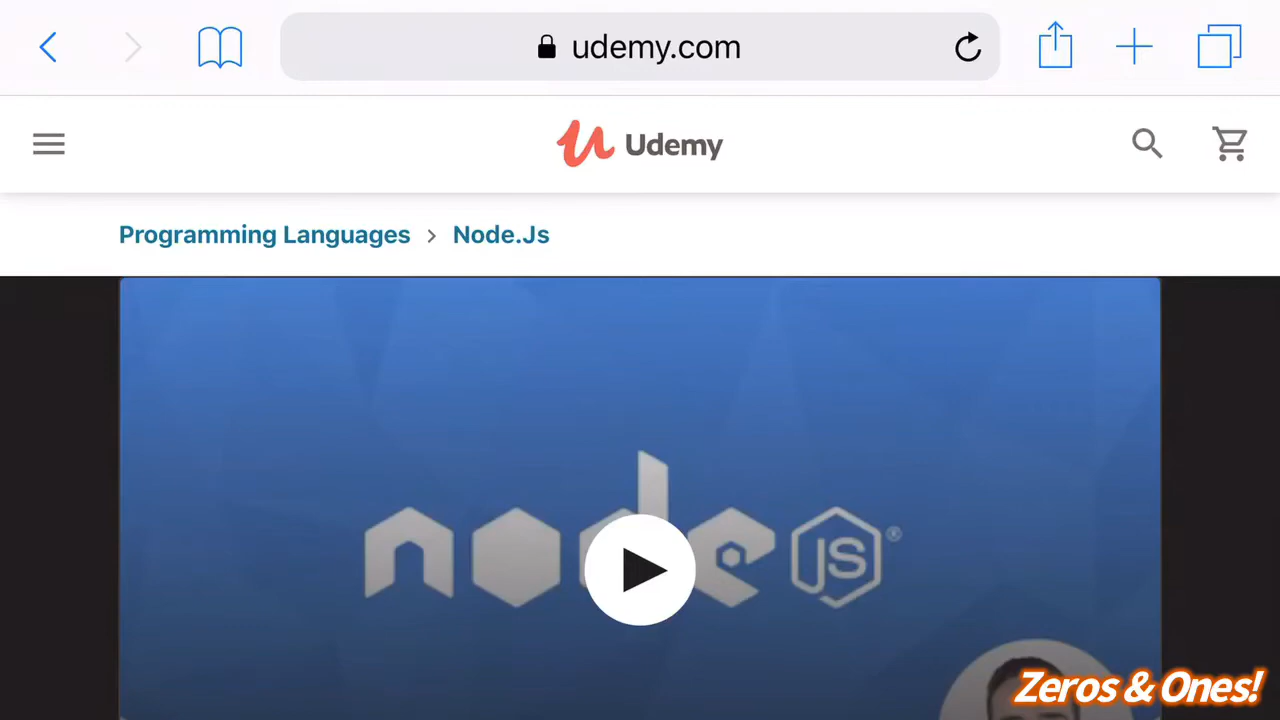 udemy.com
Udemy
Programming Languages > Node.Js
node JS ®
Zeros & Ones!